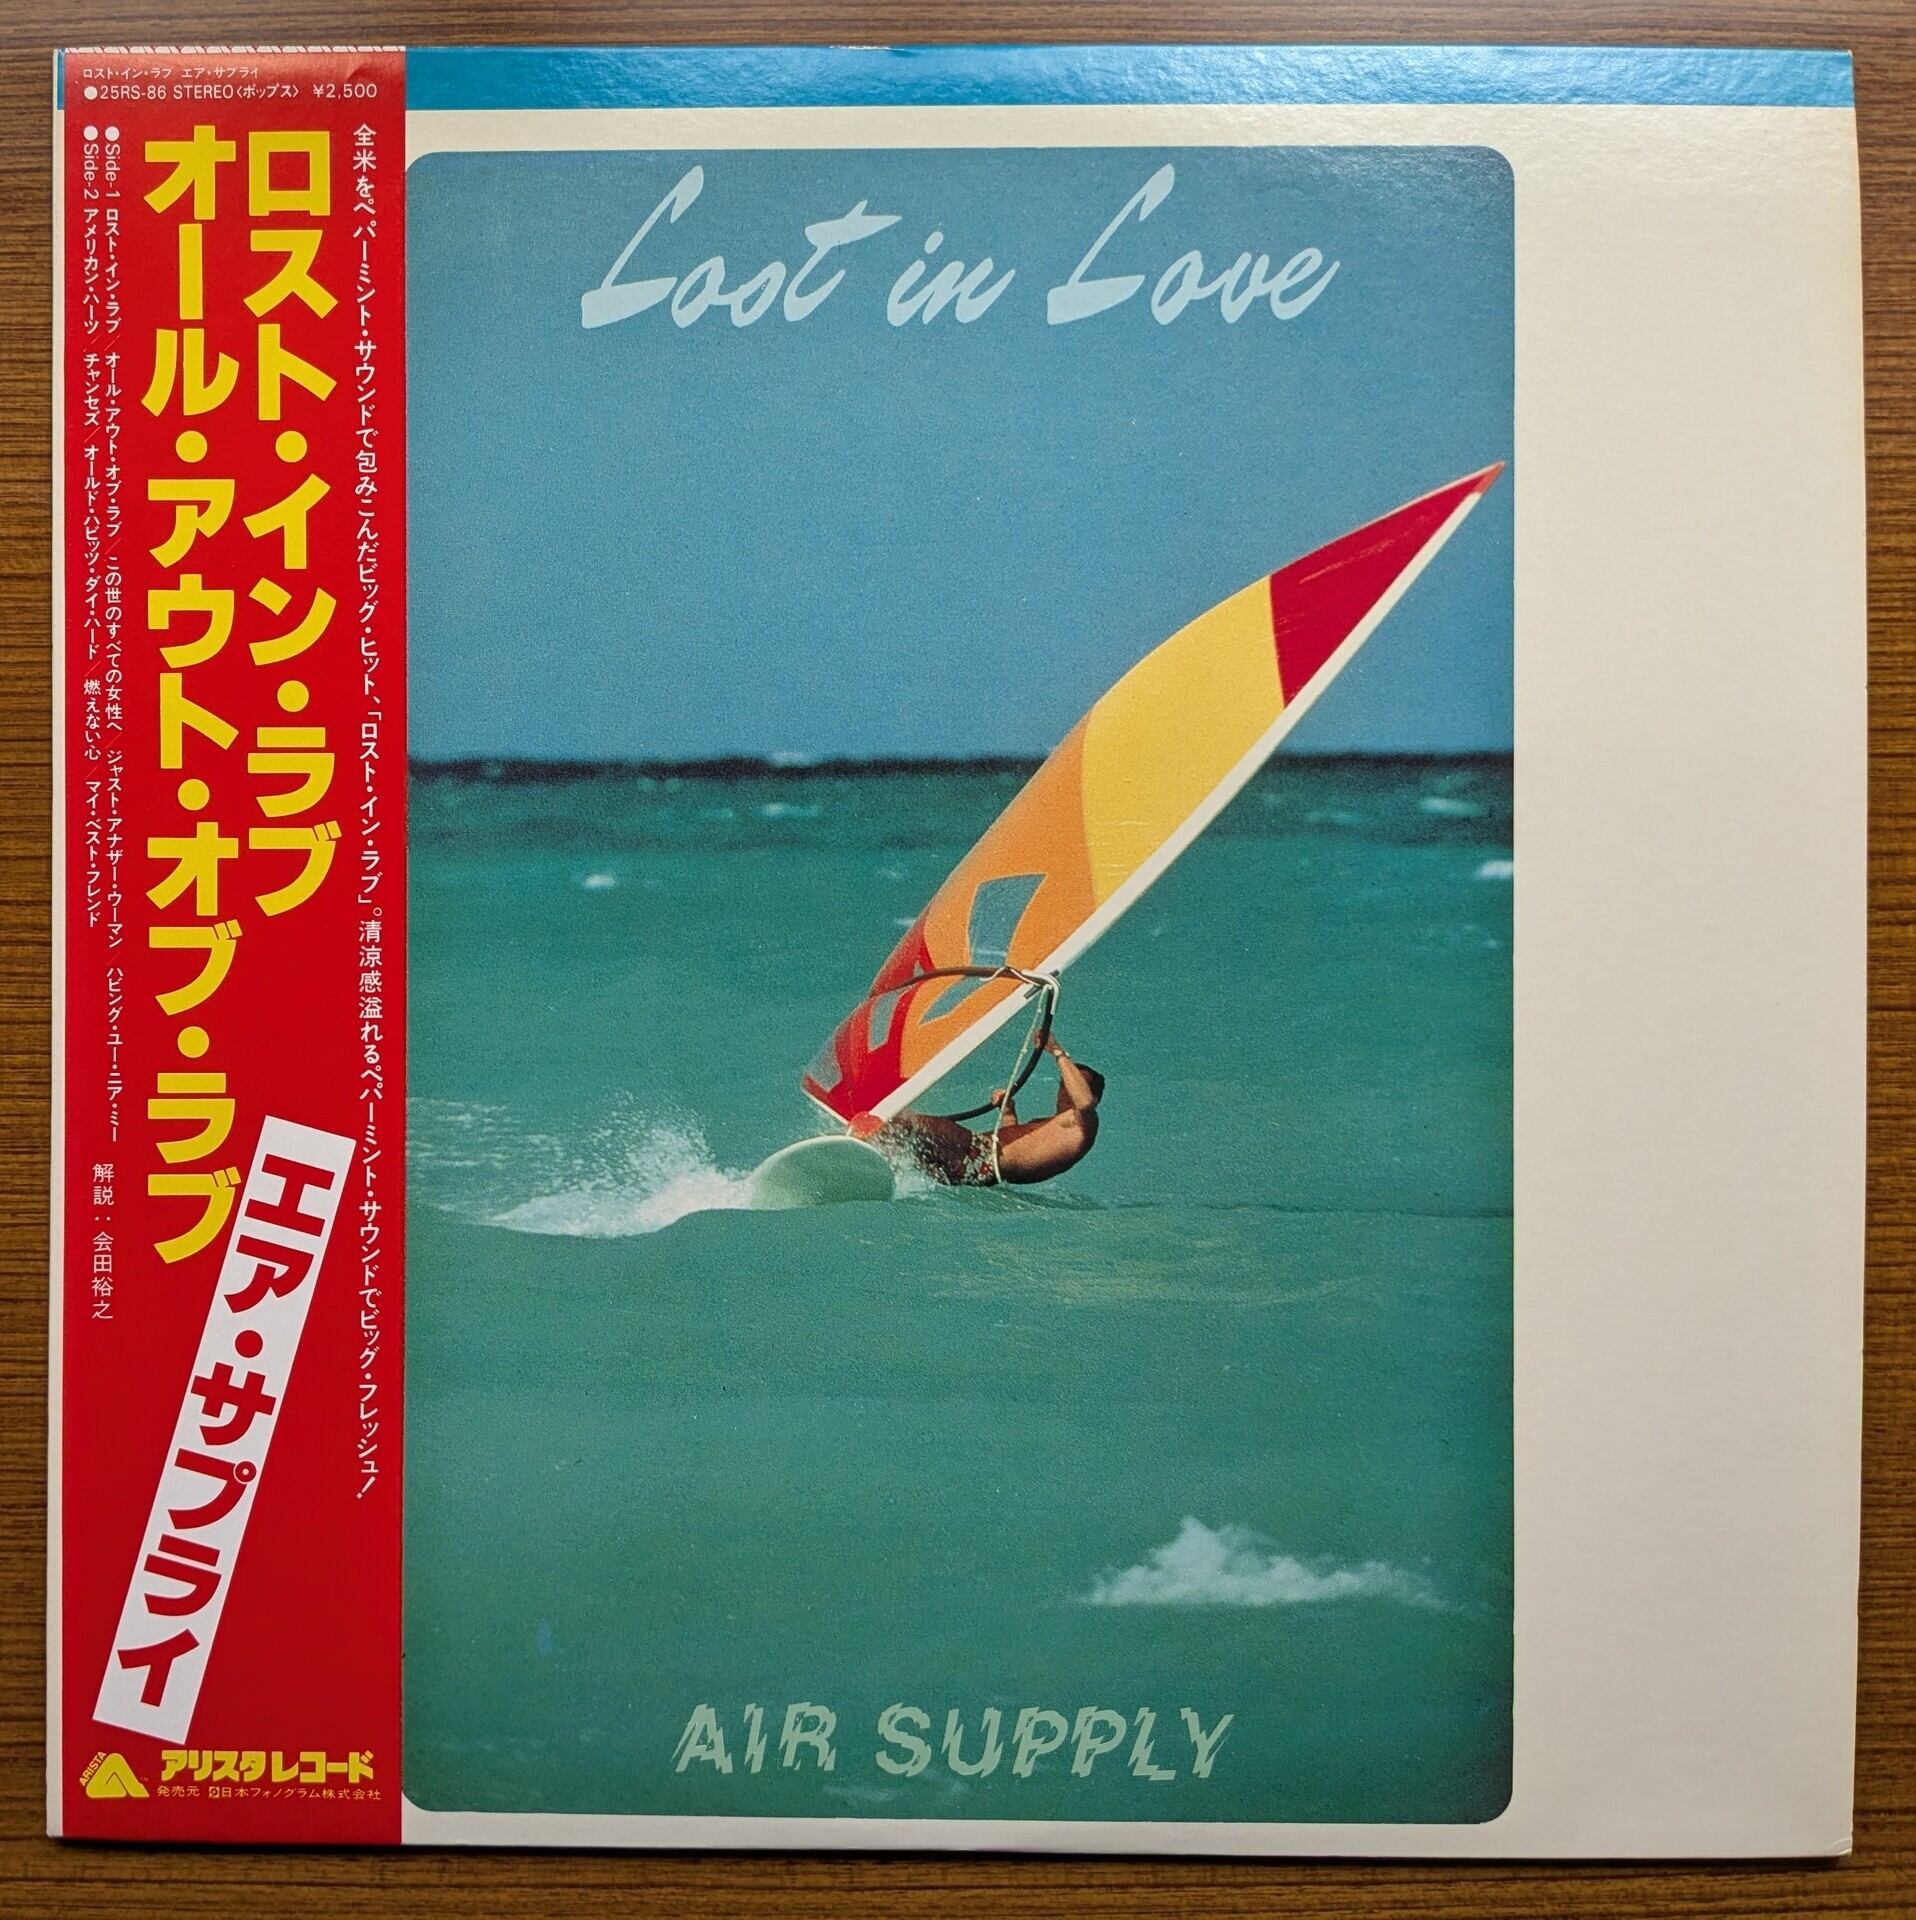 ロスト・イン・ラブ エア・サプライ
●25RS-86 STEREO〈ポップス〉 ¥2,500
全米をペパーミント・サウンドで包みこんだビッグ・ヒット、「ロスト・イン・ラブ」。清涼感溢れるペパーミント・サウンドでビッグ・フレッシュ!
ロスト・イン・ラブ
オール・アウト・オブ・ラブ
エア・サプライ
●Side-1 ロスト・イン・ラブ/オール・アウト・オブ・ラブ/この世のすべての女性へ/ジャスト・アナザー・ウーマン/ハビング・ユー・ニア・ミー
●Side-2 アメリカン・ハーツ/チャンセズ/オールド・ハビッツ・ダイ・ハード/燃えない心/マイ・ベスト・フレンド
解説:会田裕之
ARISTA
アリスタレコード
発売元 日本フォノグラム株式会社
Lost in Love
AIR SUPPLY